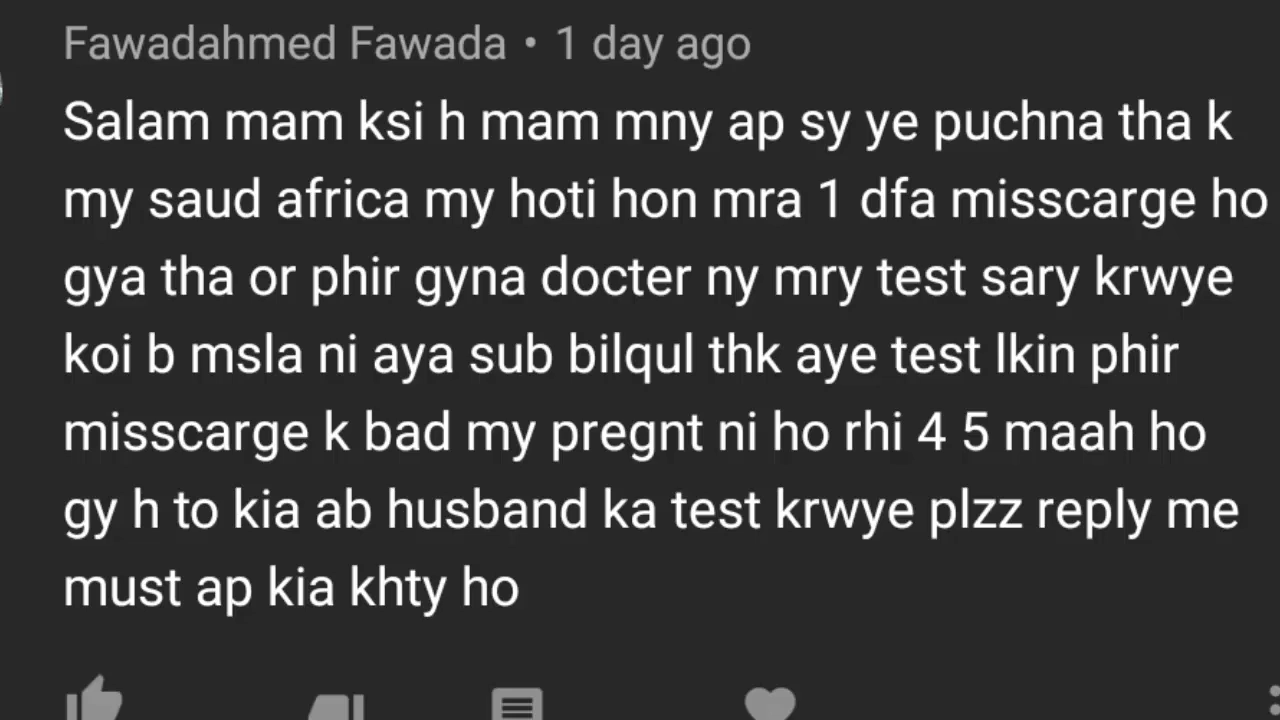 Fawadahmed Fawada • 1 day ago
Salam mam ksi h mam mny ap sy ye puchna tha k
my saud africa my hoti hon mra 1 dfa misscarge ho
gya tha or phir gyna docter ny mry test sary krwye
koi b msla ni aya sub bilqul thk aye test lkin phir
misscarge k bad my pregnt ni ho rhi 4 5 maah ho
gy h to kia ab husband ka test krwye plzz reply me
must ap kia khty ho